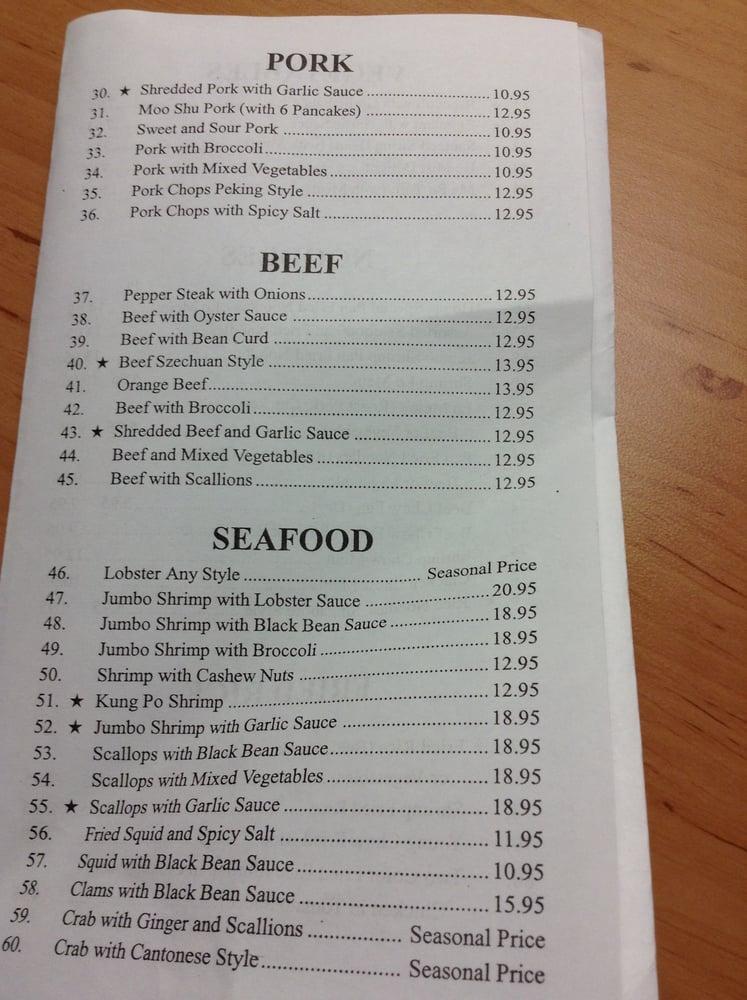 PORK
30. ★ Shredded Pork with Garlic Sauce ........................ 10.95
31. Moo Shu Pork (with 6 Pancakes) ........................ 12.95
32. Sweet and Sour Pork ........................ 10.95
33. Pork with Broccoli ........................ 10.95
34. Pork with Mixed Vegetables ........................ 10.95
35. Pork Chops Peking Style ........................ 12.95
36. Pork Chops with Spicy Salt ........................ 12.95
BEEF
37. Pepper Steak with Onions ........................ 12.95
38. Beef with Oyster Sauce ........................ 12.95
39. Beef with Bean Curd ........................ 12.95
40. ★ Beef Szechuan Style ........................ 13.95
41. Orange Beef ........................ 13.95
42. Beef with Broccoli ........................ 12.95
43. ★ Shredded Beef and Garlic Sauce ........................ 12.95
44. Beef and Mixed Vegetables ........................ 12.95
45. Beef with Scallions ........................ 12.95
SEAFOOD
46. Lobster Any Style ........................ Seasonal Price
47. Jumbo Shrimp with Lobster Sauce ........................ 20.95
48. Jumbo Shrimp with Black Bean Sauce ........................ 18.95
49. Jumbo Shrimp with Broccoli ........................ 18.95
50. Shrimp with Cashew Nuts ........................ 12.95
51. ★ Kung Po Shrimp ........................ 12.95
52. ★ Jumbo Shrimp with Garlic Sauce ........................ 18.95
53. Scallops with Black Bean Sauce ........................ 18.95
54. Scallops with Mixed Vegetables ........................ 18.95
55. ★ Scallops with Garlic Sauce ........................ 18.95
56. Fried Squid and Spicy Salt ........................ 11.95
57. Squid with Black Bean Sauce ........................ 10.95
58. Clams with Black Bean Sauce ........................ 15.95
59. Crab with Ginger and Scallions ................ Seasonal Price
60. Crab with Cantonese Style ........................ Seasonal Price